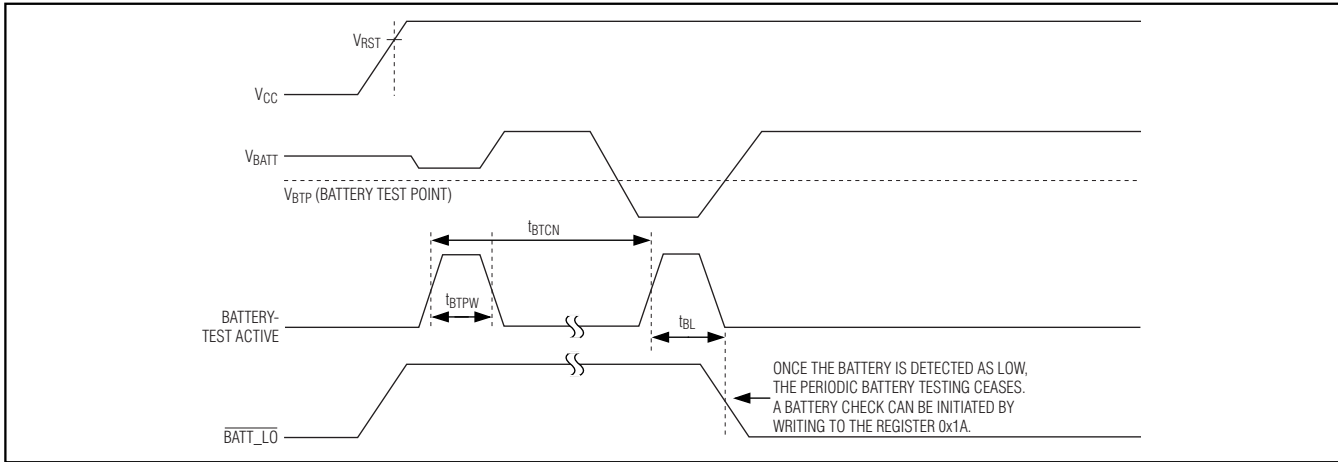 VRST
VCC
VBATT
VBTP (BATTERY TEST POINT)
tBTCN
tBTPW
BATTERY-
TEST ACTIVE
tBL
ONCE THE BATTERY IS DETECTED AS LOW,
THE PERIODIC BATTERY TESTING CEASES.
A BATTERY CHECK CAN BE INITIATED BY
WRITING TO THE REGISTER 0x1A.
BATT_LO